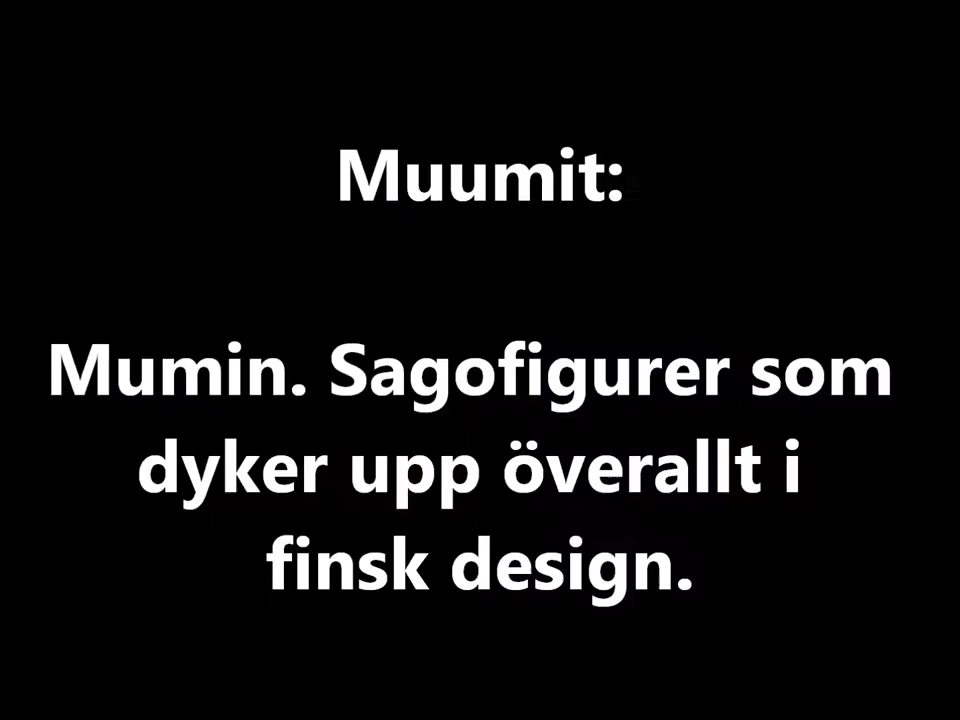 Muumit:
Mumin. Sagofigurer som
dyker upp överallt i
finsk design.